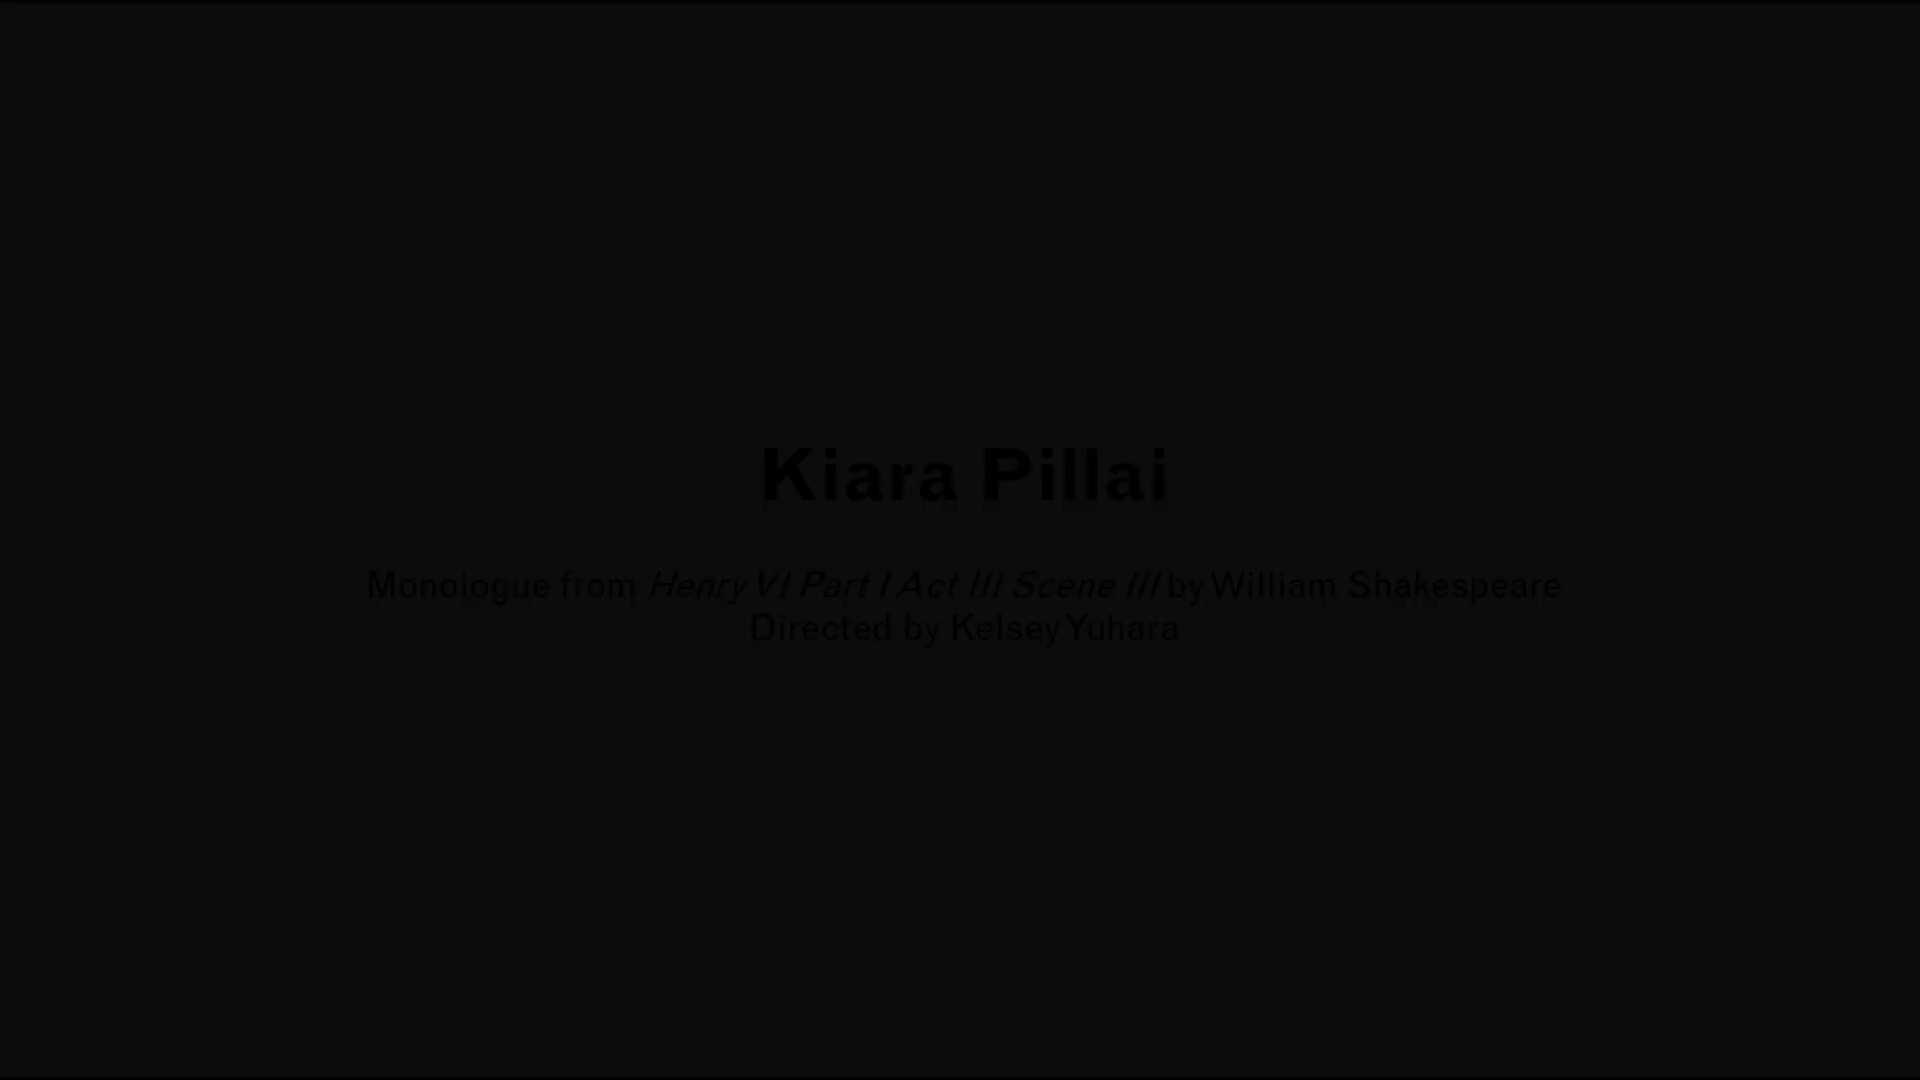 Kiara Pillai
Monologue from Henry VI Part I Act III Scene III by William Shakespeare
Directed by Kelsey Yuhara